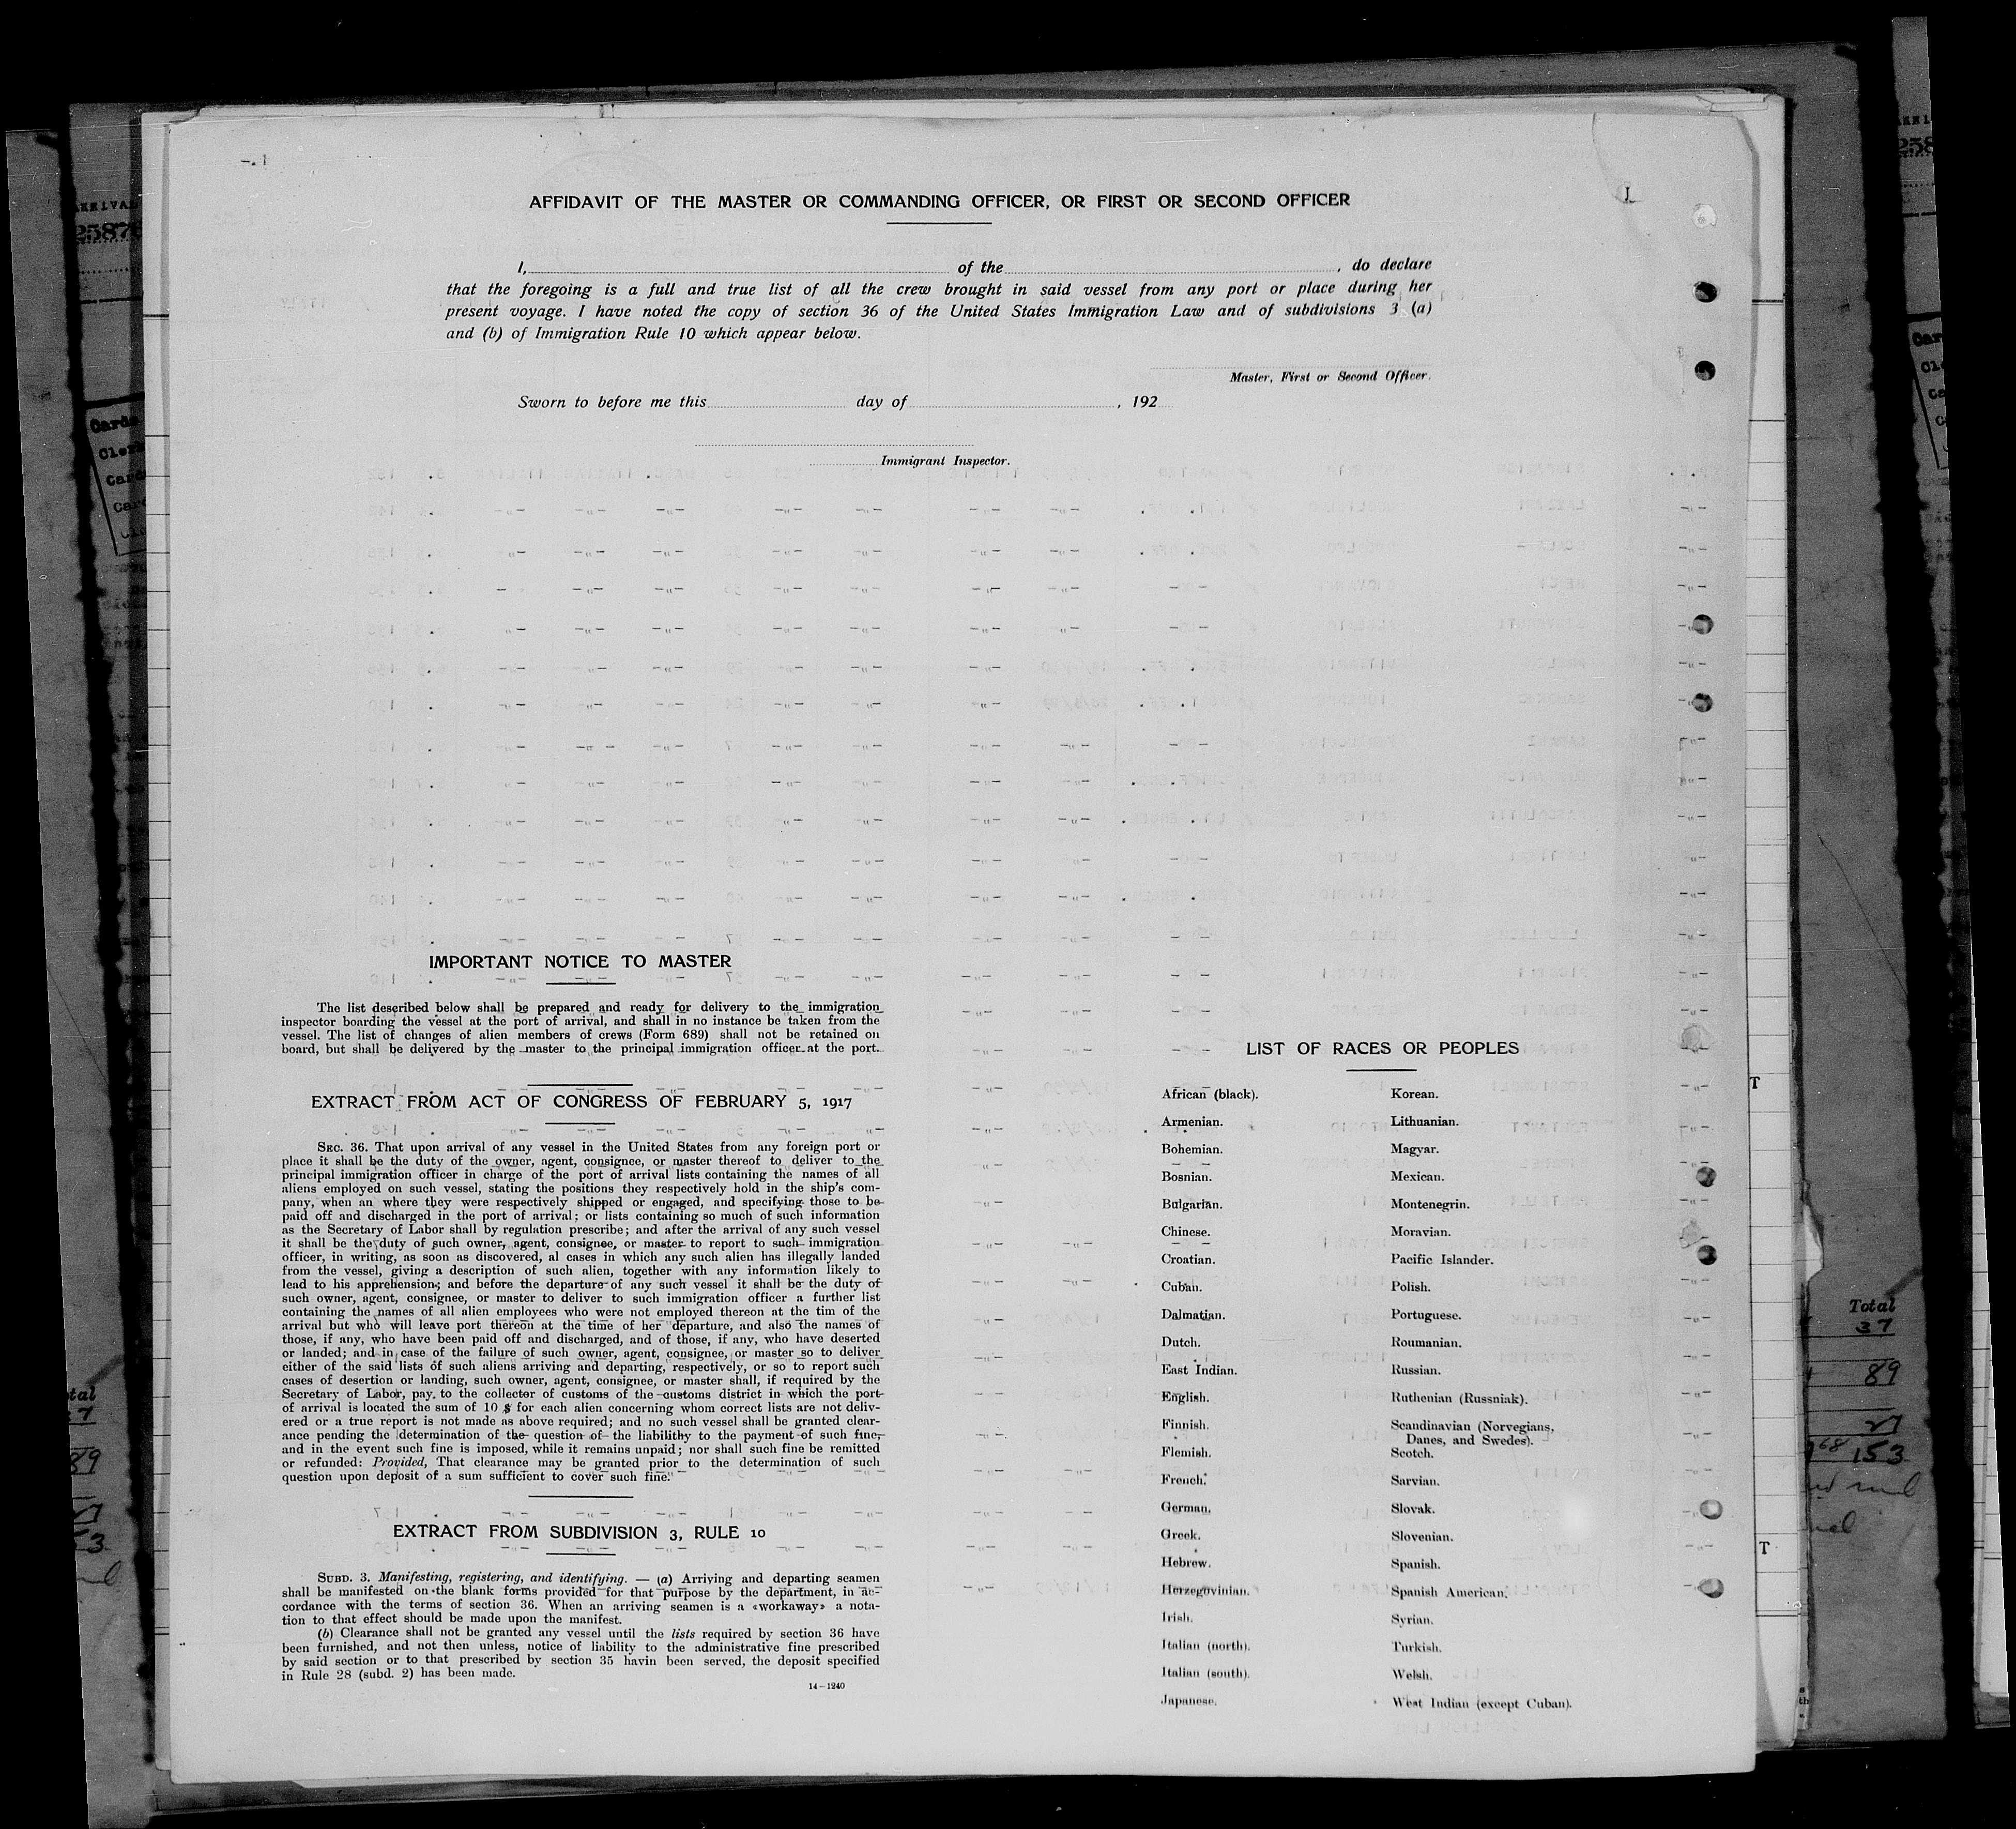 AFFIDAVIT OF THE MASTER OR COMMANDING OFFICER, OR FIRST OR SECOND OFFICER
I, of the , do declare
that the foregoing is a full and true list of all the crew brought in said vessel from any port or place during her
present voyage. I have noted the copy of section 36 of the United States Immigration Law and of subdivisions 3 (a)
and (b) of Immigration Rule 10 which appear below.
Master, First or Second Officer.
Sworn to before me this day of , 192
Immigrant Inspector.
IMPORTANT NOTICE TO MASTER
The list described below shall be prepared and ready for delivery to the immigration
inspector boarding the vessel at the port of arrival, and shall in no instance be taken from the
vessel. The list of changes of alien members of crews (Form 689) shall not be retained on
board, but shall be delivered by the master to the principal immigration officer at the port.
EXTRACT FROM ACT OF CONGRESS OF FEBRUARY 5, 1917
SEC. 36. That upon arrival of any vessel in the United States from any foreign port or
place it shall be the duty of the owner, agent, consignee, or master thereof to deliver to the
principal immigration officer in charge of the port of arrival lists containing the names of all
aliens employed on such vessel, stating the positions they respectively hold in the ship's com-
pany, when an where they were respectively shipped or engaged, and specifying those to be
paid off and discharged in the port of arrival; or lists containing so much of such information
as the Secretary of Labor shall by regulation prescribe; and after the arrival of any such vessel
it shall be the duty of such owner, agent, consignee, or master to report to such immigration
officer, in writing, as soon as discovered, al cases in which any such alien has illegally landed
from the vessel, giving a description of such alien, together with any information likely to
lead to his apprehension; and before the departure of any such vessel it shall be the duty of
such owner, agent, consignee, or master to deliver to such immigration officer a further list
containing the names of all alien employees who were not employed thereon at the tim of the
arrival but who will leave port thereon at the time of her departure, and also the names of
those, if any, who have been paid off and discharged, and of those, if any, who have deserted
or landed; and in case of the failure of such owner, agent, consignee, or master so to deliver
either of the said lists of such aliens arriving and departing, respectively, or so to report such
cases of desertion or landing, such owner, agent, consignee, or master shall, if required by the
Secretary of Labor, pay to the collector of customs of the customs district in which the port
of arrival is located the sum of 10 $ for each alien concerning whom correct lists are not deliv-
ered or a true report is not made as above required; and no such vessel shall be granted clear-
ance pending the determination of the question of the liabilithy to the payment of such fine,
and in the event such fine is imposed, while it remains unpaid; nor shall such fine be remitted
or refunded: Provided, That clearance may be granted prior to the determination of such
question upon deposit of a sum sufficient to cover such fine."
EXTRACT FROM SUBDIVISION 3, RULE 10
SUBD. 3. Manifesting, registering, and identifying. — (a) Arriving and departing seamen
shall be manifested on the blank forms provided for that purpose by the department, in ac-
cordance with the terms of section 36. When an arriving seamen is a «workaway» a nota-
tion to that effect should be made upon the manifest.
(b) Clearance shall not be granted any vessel until the lists required by section 36 have
been furnished, and not then unless, notice of liability to the administrative fine prescribed
by said section or to that prescribed by section 35 havin been served, the deposit specified
in Rule 28 (subd. 2) has been made.
14—1240
LIST OF RACES OR PEOPLES
African (black).
Armenian.
Bohemian.
Bosnian.
Bulgarian.
Chinese.
Croatian.
Cuban.
Dalmatian.
Dutch.
East Indian.
English.
Finnish.
Flemish.
French.
German.
Greek.
Hebrew.
Herzegovinian.
Irish.
Italian (north).
Italian (south).
Japanese.
Korean.
Lithuanian.
Magyar.
Mexican.
Montenegrin.
Moravian.
Pacific Islander.
Polish.
Portuguese.
Roumanian.
Russian.
Ruthenian (Russniak).
Scandinavian (Norvegians,
Danes, and Swedes).
Scotch.
Sarvian.
Slovak.
Slovenian.
Spanish.
Spanish American.
Syrian.
Turkish.
Welsh.
West Indian (except Cuban).
Total
37
89
27
153